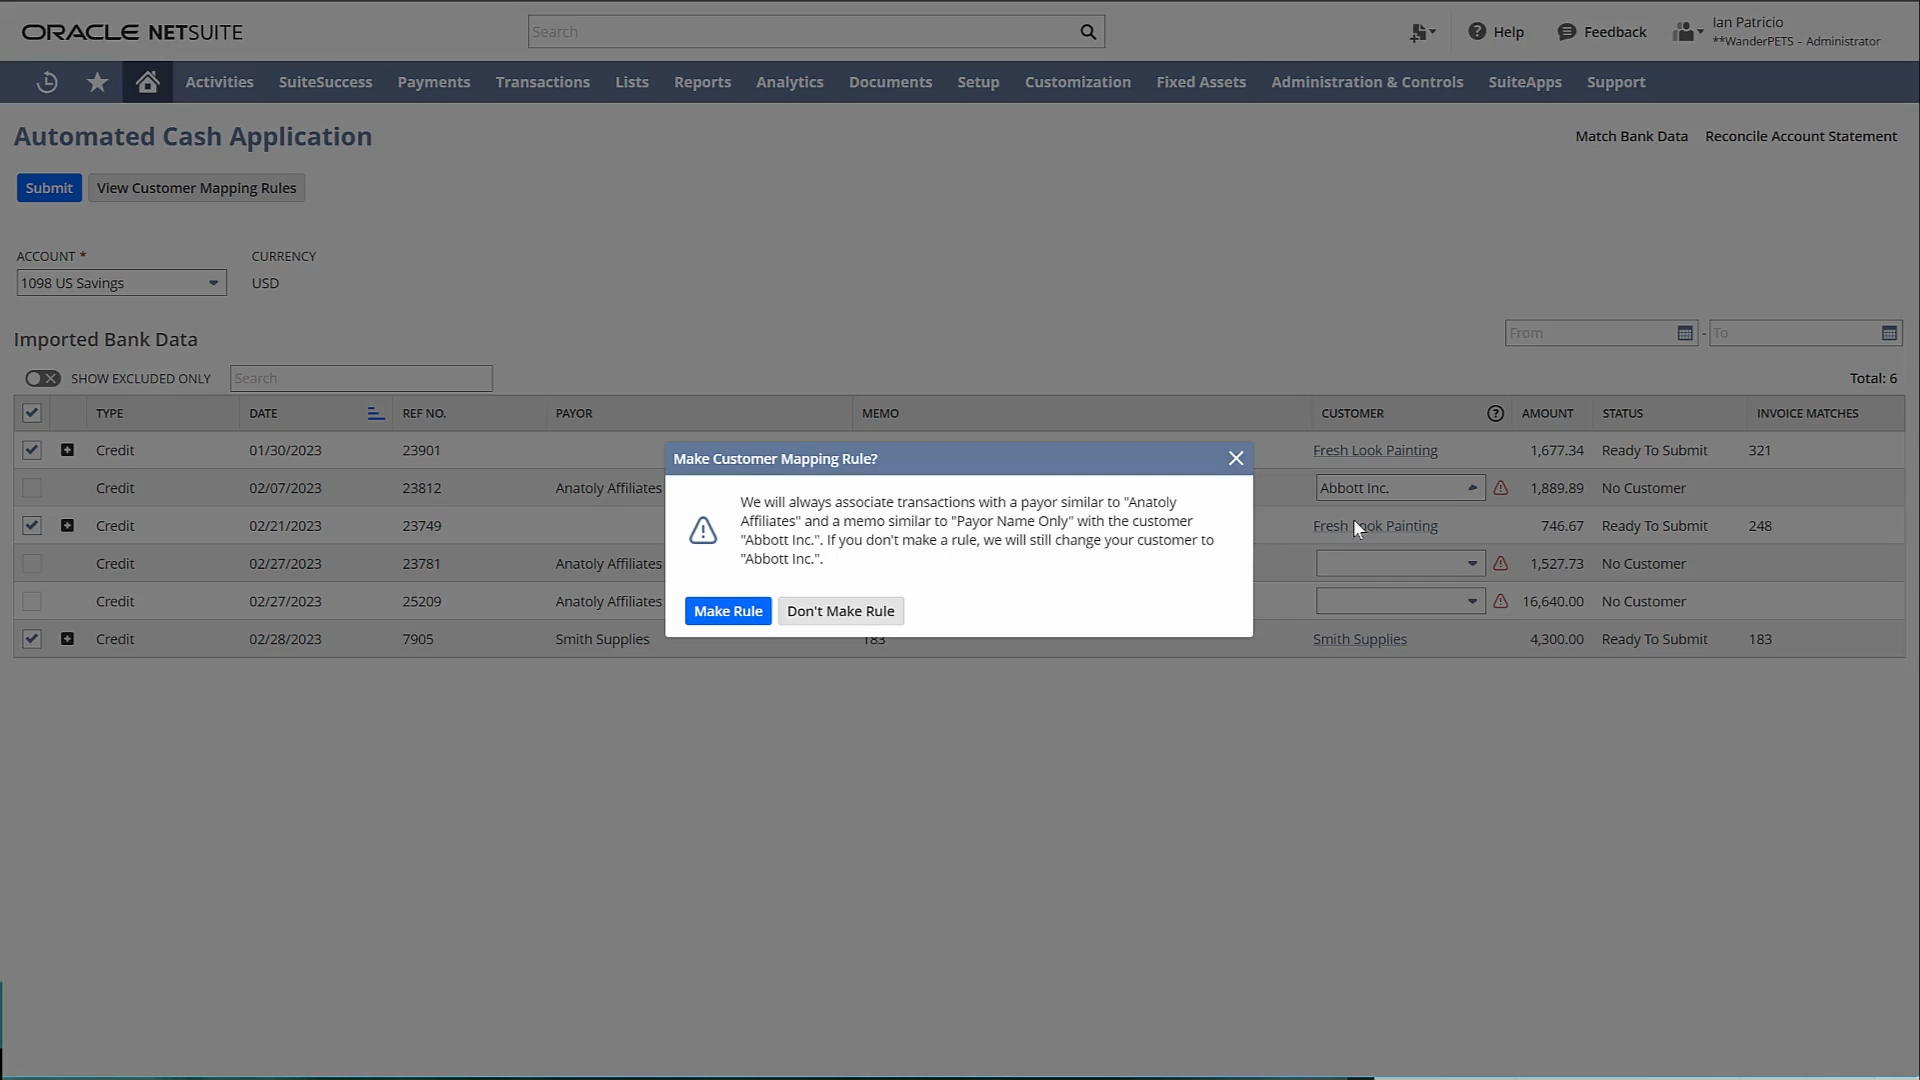 ORACLE NETSUITE
Search
Help
Feedback
Ian Patricio
**WanderPETS - Administrator
Activities SuiteSuccess Payments Transactions Lists Reports Analytics Documents Setup Customization Fixed Assets Administration & Controls SuiteApps Support
Automated Cash Application
Match Bank Data Reconcile Account Statement
Submit View Customer Mapping Rules
ACCOUNT * CURRENCY
1098 US Savings USD
Imported Bank Data
From - To
SHOW EXCLUDED ONLY Search Total: 6
TYPE DATE REF NO. PAYOR MEMO CUSTOMER ? AMOUNT STATUS INVOICE MATCHES
Credit 01/30/2023 23901 Fresh Look Painting 1,677.34 Ready To Submit 321
Credit 02/07/2023 23812 Anatoly Affiliates Abbott Inc. 1,889.89 No Customer
Credit 02/21/2023 23749 Fresh Look Painting 746.67 Ready To Submit 248
Credit 02/27/2023 23781 Anatoly Affiliates 1,527.73 No Customer
Credit 02/27/2023 25209 Anatoly Affiliates 16,640.00 No Customer
Credit 02/28/2023 7905 Smith Supplies 183 Smith Supplies 4,300.00 Ready To Submit 183
Make Customer Mapping Rule?
We will always associate transactions with a payor similar to "Anatoly
Affiliates" and a memo similar to "Payor Name Only" with the customer
"Abbott Inc.". If you don't make a rule, we will still change your customer to
"Abbott Inc.".
Make Rule Don't Make Rule